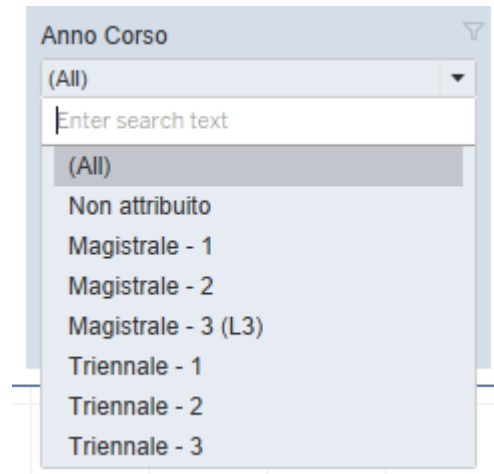 Anno Corso
(All)
Enter search text
(All)
Non attribuito
Magistrale - 1
Magistrale - 2
Magistrale - 3 (L3)
Triennale - 1
Triennale - 2
Triennale - 3